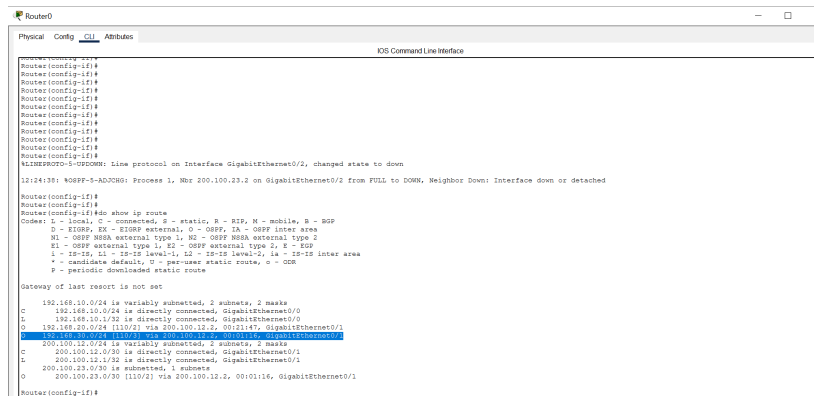 Router0
Physical Config CLI Attributes
IOS Command Line Interface
Router(config-if)#
Router(config-if)#
Router(config-if)#
Router(config-if)#
Router(config-if)#
Router(config-if)#
Router(config-if)#
Router(config-if)#
Router(config-if)#
Router(config-if)#
Router(config-if)#
Router(config-if)#
Router(config-if)#
%LINEPROTO-5-UPDOWN: Line protocol on Interface GigabitEthernet0/2, changed state to down
12:24:38: %OSPF-5-ADJCHG: Process 1, Nbr 200.100.23.2 on GigabitEthernet0/2 from FULL to DOWN, Neighbor Down: Interface down or detached
Router(config-if)#
Router(config-if)#
Router(config-if)#do show ip route
Codes: L - local, C - connected, S - static, R - RIP, M - mobile, B - BGP
D - EIGRP, EX - EIGRP external, O - OSPF, IA - OSPF inter area
N1 - OSPF NSSA external type 1, N2 - OSPF NSSA external type 2
E1 - OSPF external type 1, E2 - OSPF external type 2, E - EGP
i - IS-IS, L1 - IS-IS level-1, L2 - IS-IS level-2, ia - IS-IS inter area
* - candidate default, U - per-user static route, o - ODR
P - periodic downloaded static route
Gateway of last resort is not set
192.168.10.0/24 is variably subnetted, 2 subnets, 2 masks
C 192.168.10.0/24 is directly connected, GigabitEthernet0/0
L 192.168.10.1/32 is directly connected, GigabitEthernet0/0
O 192.168.20.0/24 [110/2] via 200.100.12.2, 00:21:47, GigabitEthernet0/1
O 192.168.30.0/24 [110/3] via 200.100.12.2, 00:01:16, GigabitEthernet0/1
200.100.12.0/24 is variably subnetted, 2 subnets, 2 masks
C 200.100.12.0/30 is directly connected, GigabitEthernet0/1
L 200.100.12.1/32 is directly connected, GigabitEthernet0/1
200.100.23.0/30 is subnetted, 1 subnets
O 200.100.23.0/30 [110/2] via 200.100.12.2, 00:01:16, GigabitEthernet0/1
Router(config-if)#